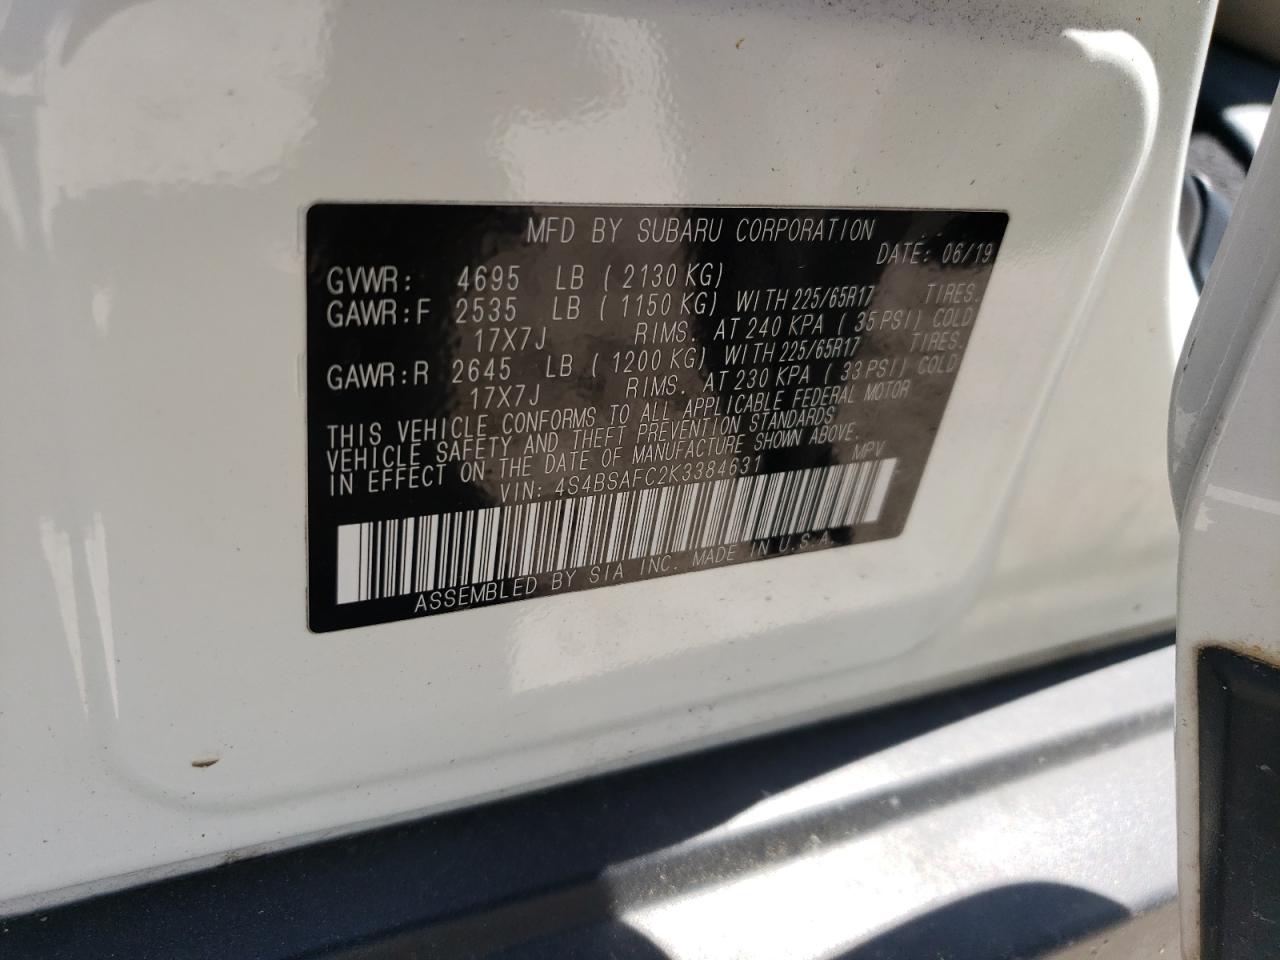 MFD BY SUBARU CORPORATION
DATE: 06/19
GVWR: 4695 LB ( 2130 KG)
GAWR:F 2535 LB ( 1150 KG) WITH 225/65R17 TIRES.
17X7J RIMS. AT 240 KPA ( 35 PSI) COLD
GAWR:R 2645 LB ( 1200 KG) WITH 225/65R17 TIRES.
17X7J RIMS. AT 230 KPA ( 33 PSI) COLD
THIS VEHICLE CONFORMS TO ALL APPLICABLE FEDERAL MOTOR
VEHICLE SAFETY AND THEFT PREVENTION STANDARDS
IN EFFECT ON THE DATE OF MANUFACTURE SHOWN ABOVE.
VIN: 4S4BSAFC2K3384631 MPV
ASSEMBLED BY SIA INC. MADE IN U.S.A.